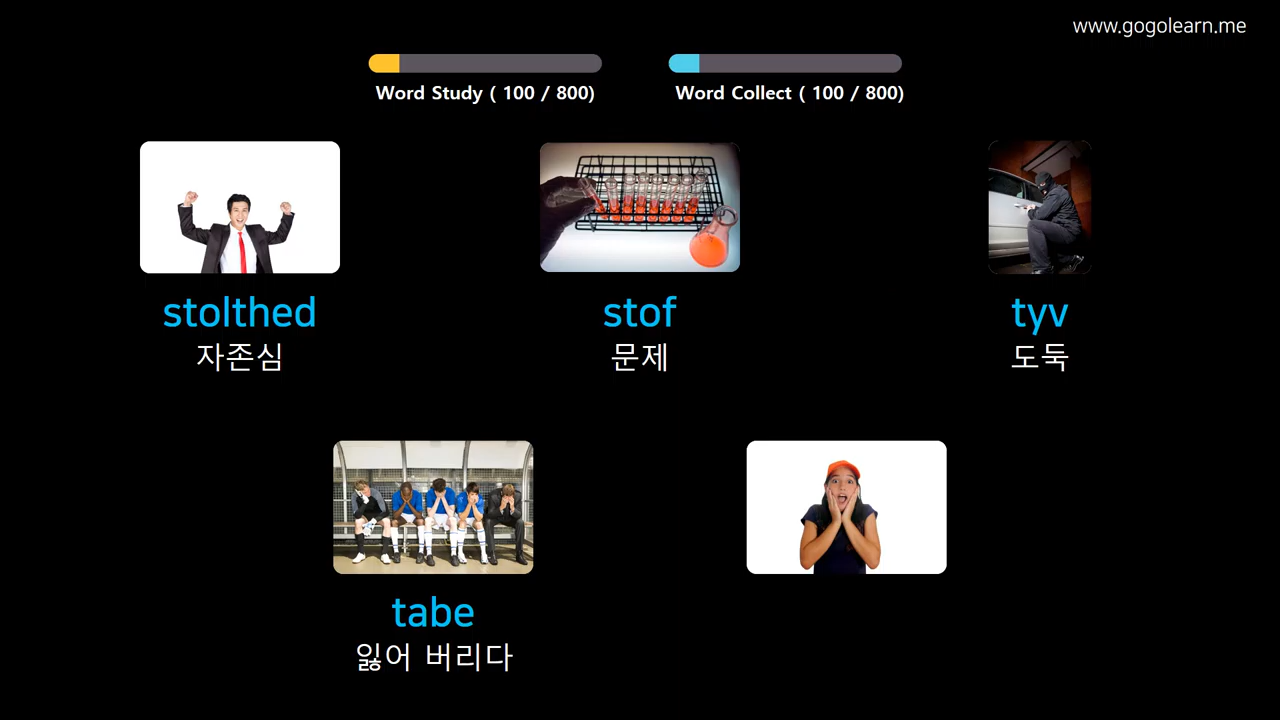 www.gogolearn.me
Word Study ( 100 / 800)
Word Collect ( 100 / 800)
stolthed
자존심
stof
문제
tyv
도둑
tabe
잃어 버리다